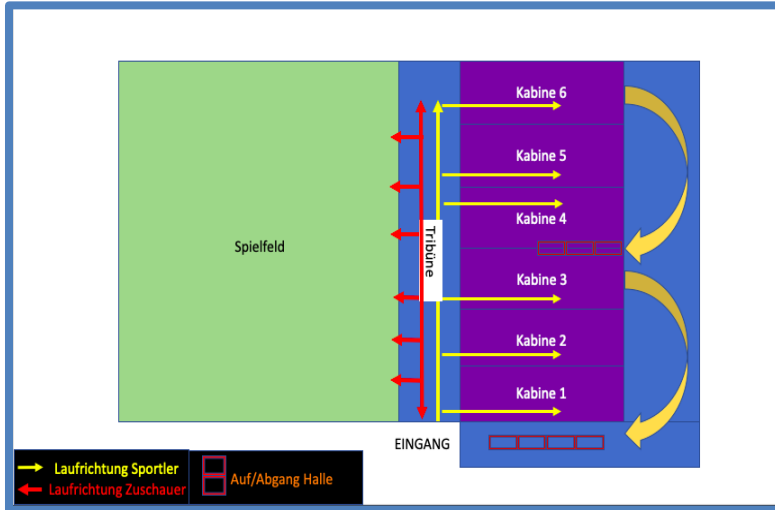 Kabine 6
Kabine 5
Kabine 4
Tribüne
Spielfeld
Kabine 3
Kabine 2
Kabine 1
EINGANG
Laufrichtung Sportler
Laufrichtung Zuschauer
Auf/Abgang Halle